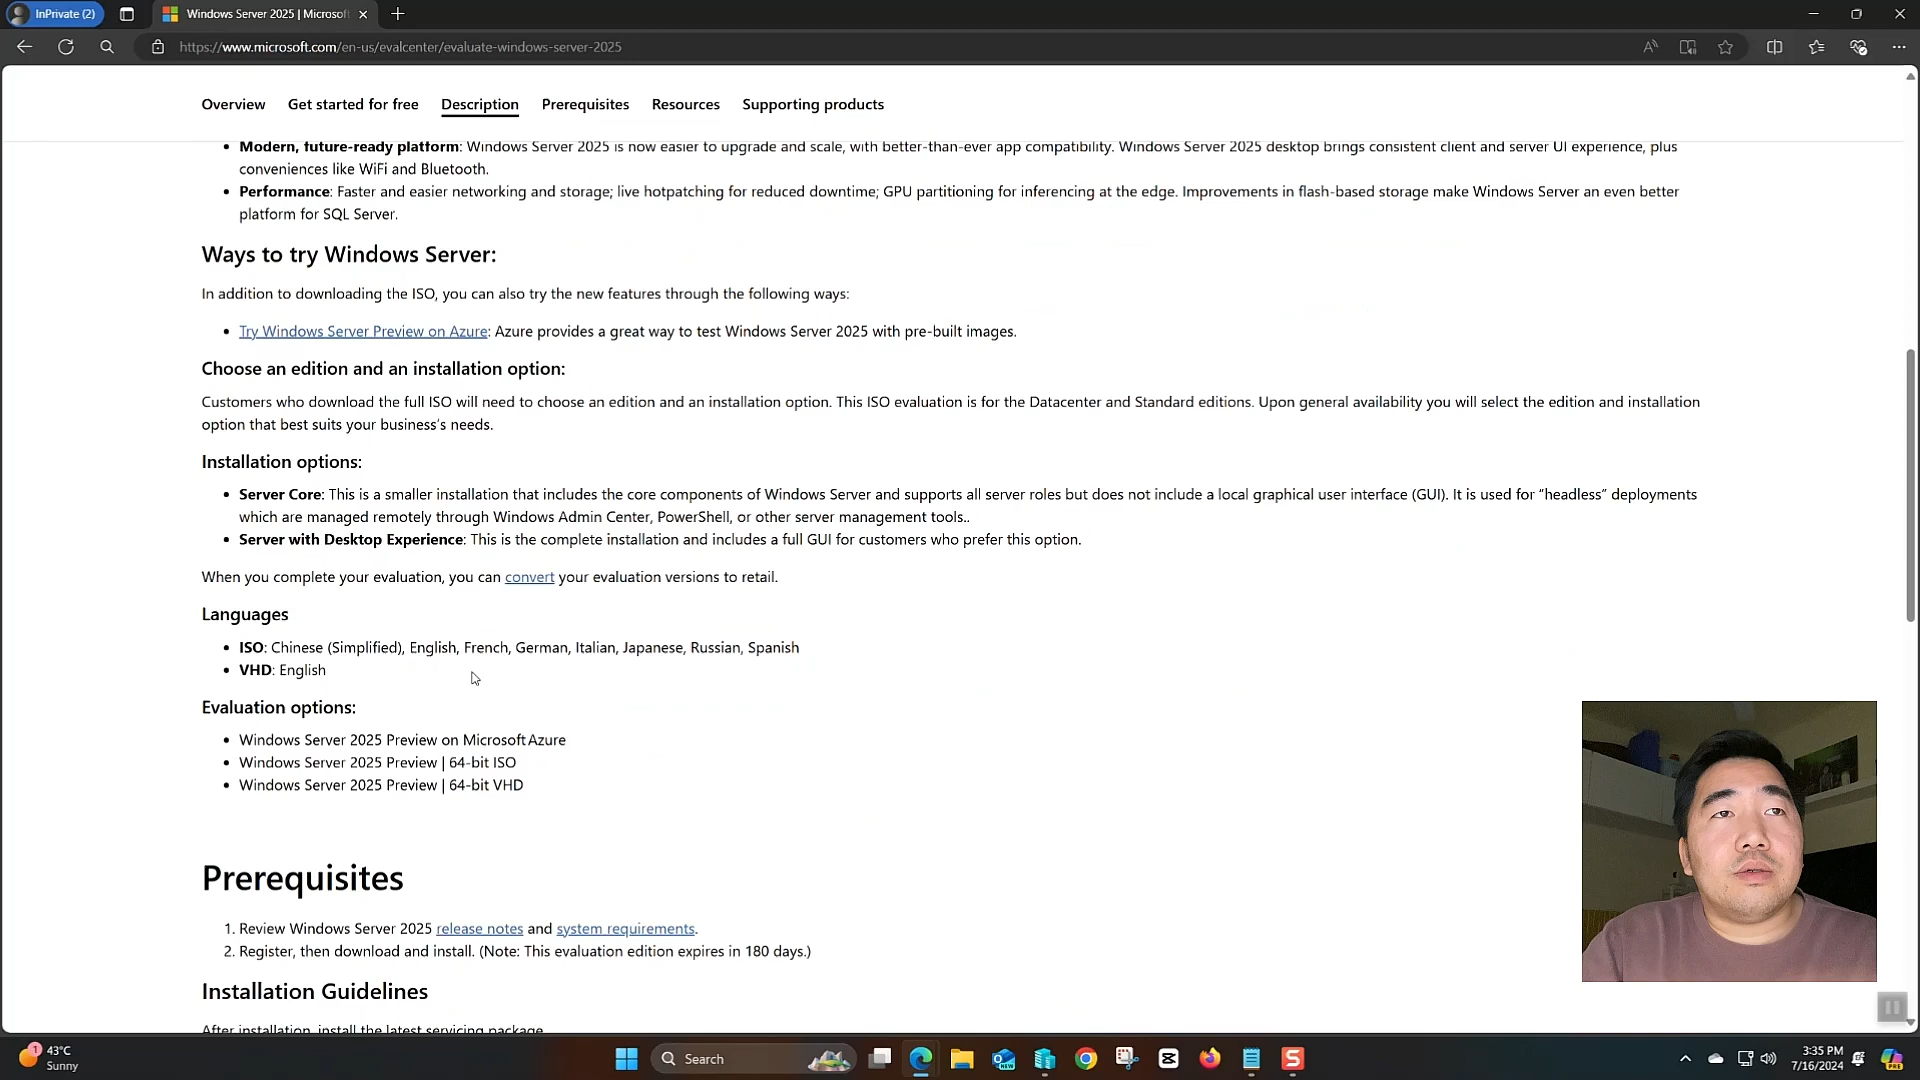 InPrivate (2)
Windows Server 2025 | Microsof
https://www.microsoft.com/en-us/evalcenter/evaluate-windows-server-2025
Overview Get started for free Description Prerequisites Resources Supporting products
• Modern, future-ready platform: Windows Server 2025 is now easier to upgrade and scale, with better-than-ever app compatibility. Windows Server 2025 desktop brings consistent client and server UI experience, plus
conveniences like WiFi and Bluetooth.
• Performance: Faster and easier networking and storage; live hotpatching for reduced downtime; GPU partitioning for inferencing at the edge. Improvements in flash-based storage make Windows Server an even better
platform for SQL Server.
Ways to try Windows Server:
In addition to downloading the ISO, you can also try the new features through the following ways:
• Try Windows Server Preview on Azure: Azure provides a great way to test Windows Server 2025 with pre-built images.
Choose an edition and an installation option:
Customers who download the full ISO will need to choose an edition and an installation option. This ISO evaluation is for the Datacenter and Standard editions. Upon general availability you will select the edition and installation
option that best suits your business's needs.
Installation options:
• Server Core: This is a smaller installation that includes the core components of Windows Server and supports all server roles but does not include a local graphical user interface (GUI). It is used for “headless” deployments
which are managed remotely through Windows Admin Center, PowerShell, or other server management tools..
• Server with Desktop Experience: This is the complete installation and includes a full GUI for customers who prefer this option.
When you complete your evaluation, you can convert your evaluation versions to retail.
Languages
• ISO: Chinese (Simplified), English, French, German, Italian, Japanese, Russian, Spanish
• VHD: English
Evaluation options:
• Windows Server 2025 Preview on Microsoft Azure
• Windows Server 2025 Preview | 64-bit ISO
• Windows Server 2025 Preview | 64-bit VHD
Prerequisites
1. Review Windows Server 2025 release notes and system requirements.
2. Register, then download and install. (Note: This evaluation edition expires in 180 days.)
Installation Guidelines
After installation, install the latest servicing package
1
43°C
Sunny
Search
NEW
3:35 PM
7/16/2024
PRE